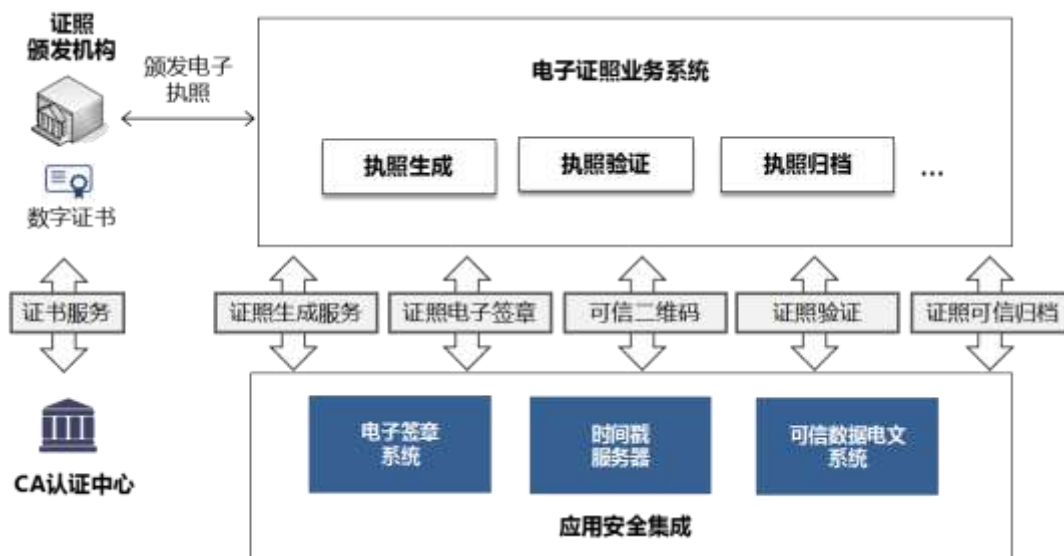 证照
颁发机构
颁发电子
执照
数字证书
电子证照业务系统
执照生成
执照验证
执照归档
...
证书服务
证照生成服务
证照电子签章
可信二维码
证照验证
证照可信归档
CA认证中心
电子签章
系统
时间戳
服务器
可信数据电文
系统
应用安全集成